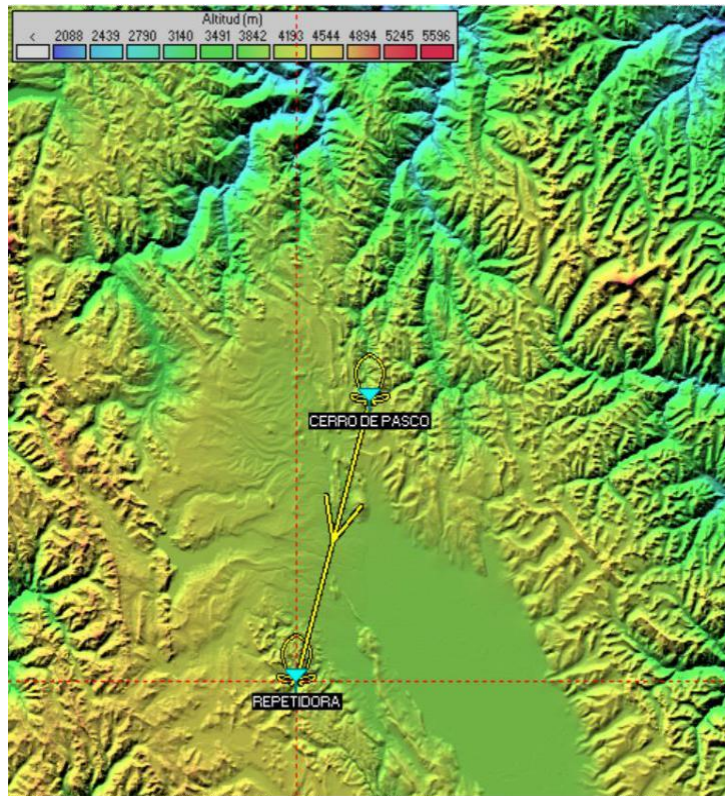 Altitud (m)
< 2088 2439 2790 3140 3491 3842 4193 4544 4894 5245 5596
CERRO DE PASCO
REPETIDORA